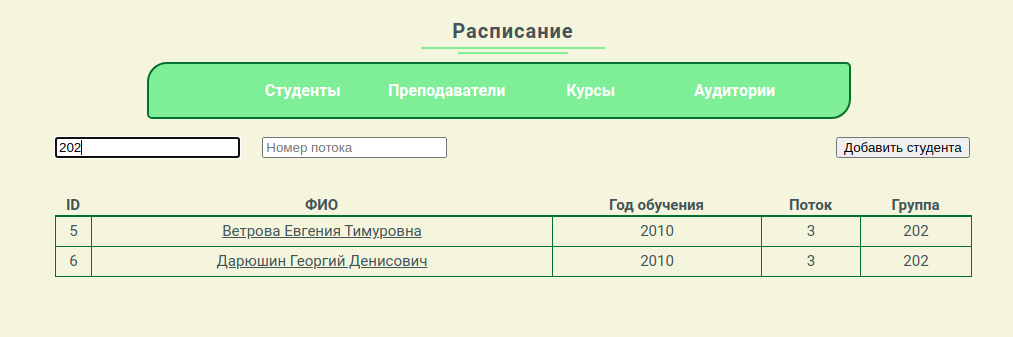 Расписание
Студенты Преподаватели Курсы Аудитории
202 Номер потока Добавить студента
ID ФИО Год обучения Поток Группа
5 Ветрова Евгения Тимуровна 2010 3 202
6 Дарюшин Георгий Денисович 2010 3 202